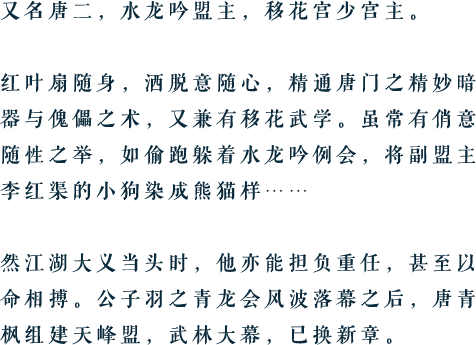 又名唐二，水龙吟盟主，移花宫少宫主。
红叶扇随身，洒脱意随心，精通唐门之精妙暗
器与傀儡之术，又兼有移花武学。虽常有俏意
随性之举，如偷跑躲着水龙吟例会，将副盟主
李红渠的小狗染成熊猫样……
然江湖大义当头时，他亦能担负重任，甚至以
命相搏。公子羽之青龙会风波落幕之后，唐青
枫组建天峰盟，武林大幕，已换新章。